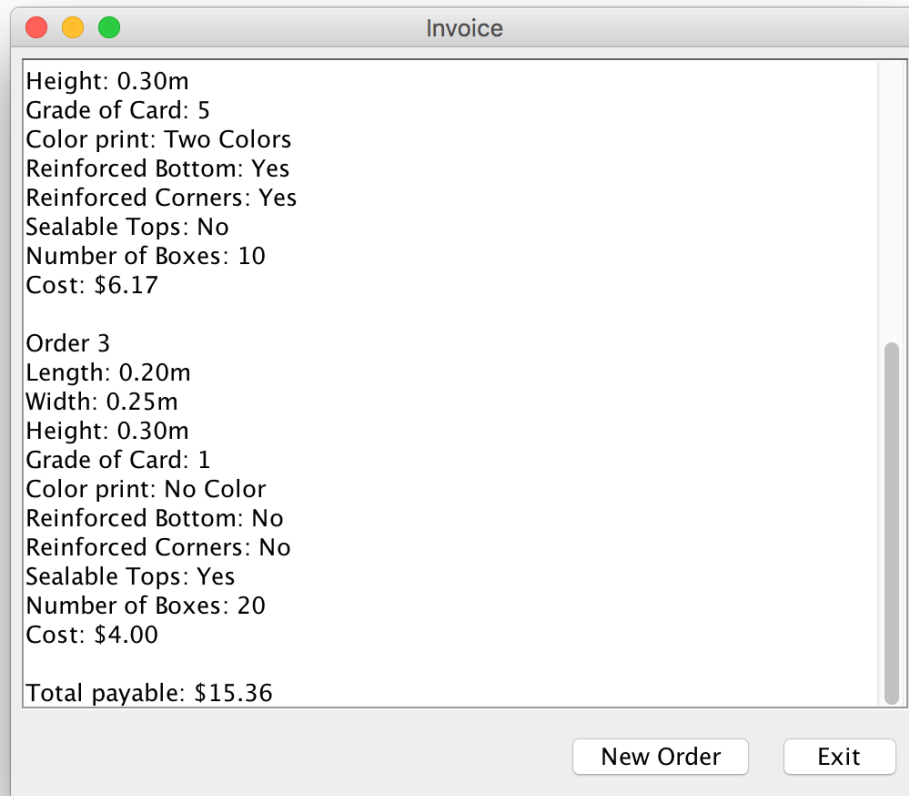 Invoice
Height: 0.30m
Grade of Card: 5
Color print: Two Colors
Reinforced Bottom: Yes
Reinforced Corners: Yes
Sealable Tops: No
Number of Boxes: 10
Cost: $6.17
Order 3
Length: 0.20m
Width: 0.25m
Height: 0.30m
Grade of Card: 1
Color print: No Color
Reinforced Bottom: No
Reinforced Corners: No
Sealable Tops: Yes
Number of Boxes: 20
Cost: $4.00
Total payable: $15.36
New Order Exit